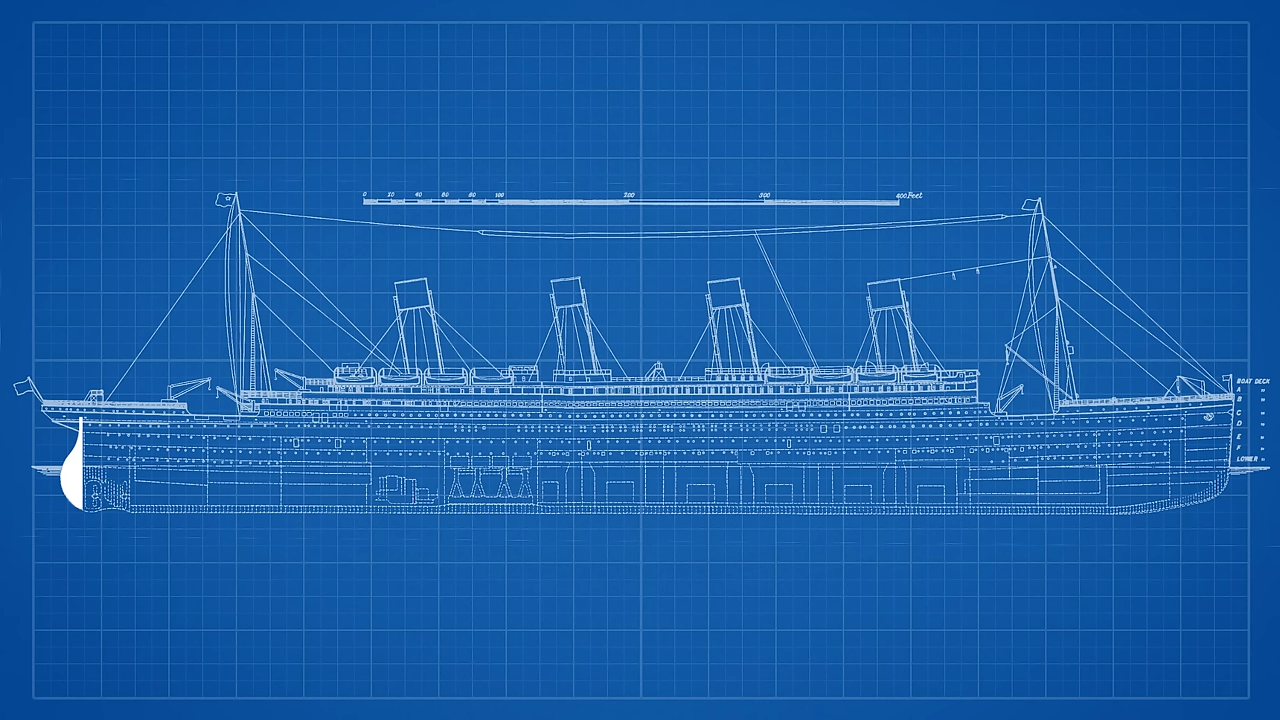 0 20 40 60 80 100 200 300 400 Feet
BOAT DECK
A "
B "
C "
D "
E "
F "
LOWER "